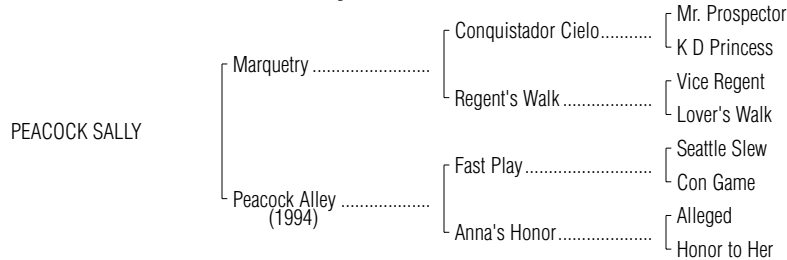 Mr. Prospector
Conquistador Cielo...........
K D Princess
Marquetry .........................
Vice Regent
Regent's Walk...................
Lover's Walk
PEACOCK SALLY
Seattle Slew
Fast Play...........................
Con Game
Peacock Alley ...................
(1994)
Alleged
Anna's Honor....................
Honor to Her